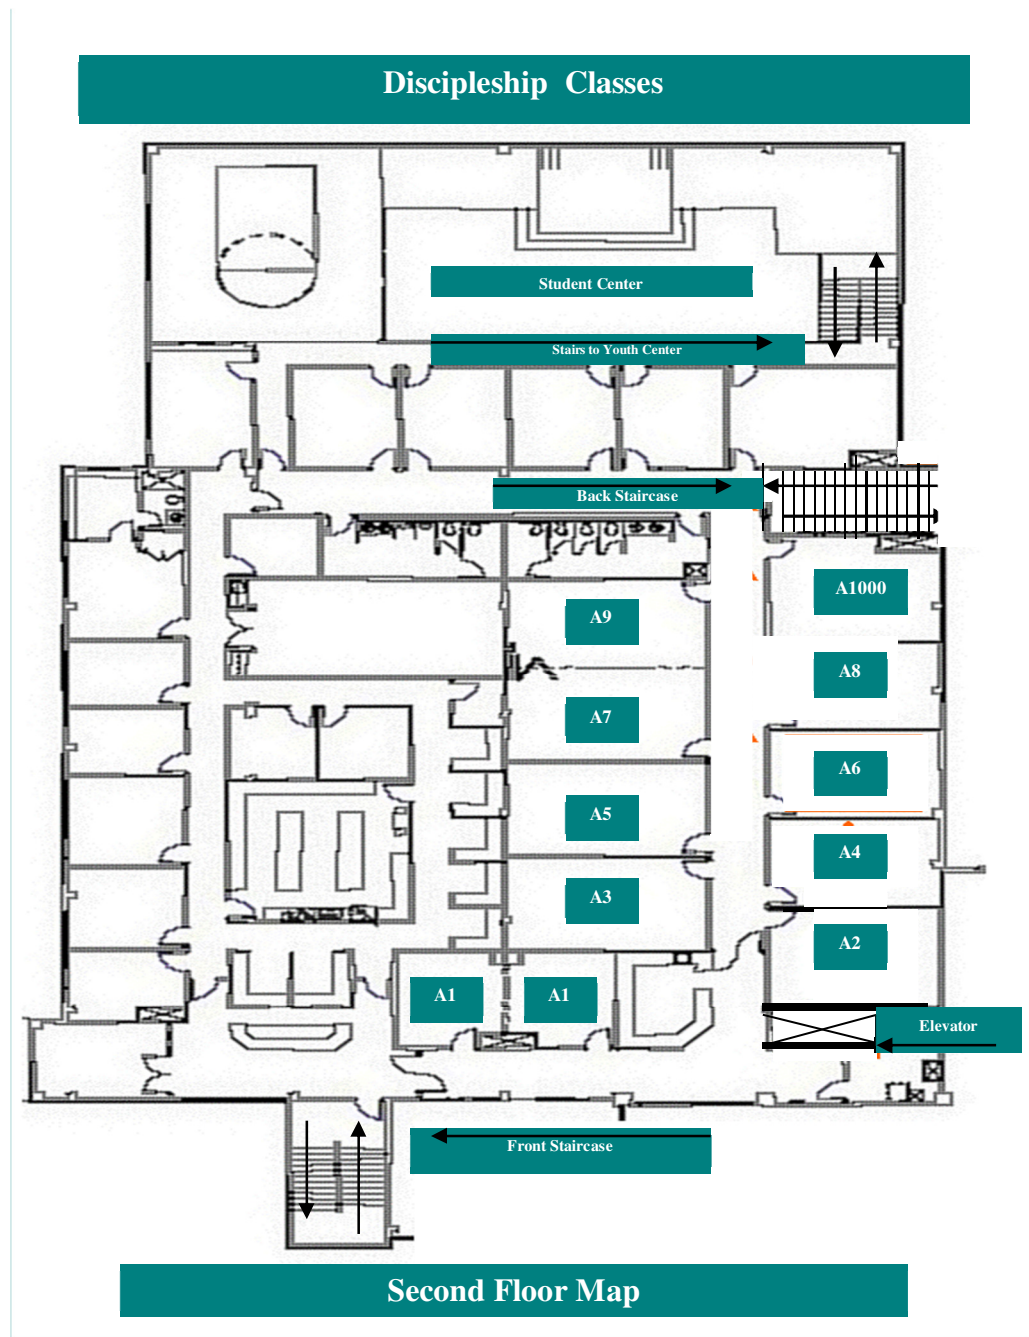 Discipleship Classes
Student Center
Stairs to Youth Center
Back Staircase
A1000
A9
A8
A7
A6
A5
A4
A3
A2
A1
A1
Elevator
Front Staircase
Second Floor Map